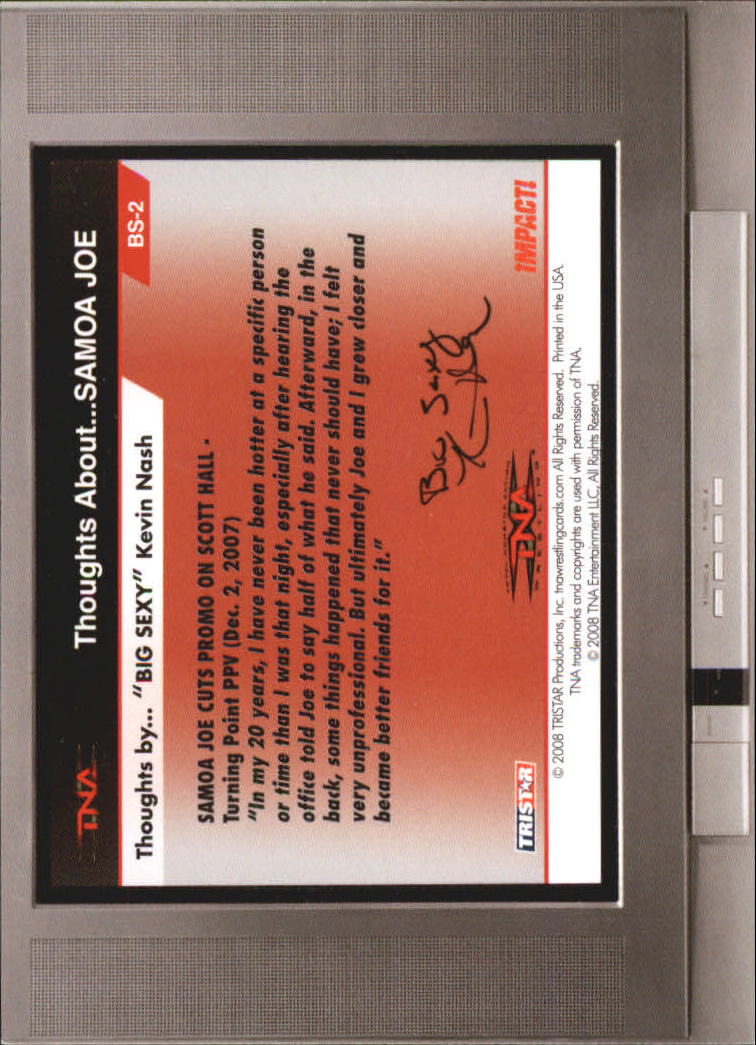 TNA
Thoughts About...SAMOA JOE
Thoughts by... "BIG SEXY" Kevin Nash
BS-2
SAMOA JOE CUTS PROMO ON SCOTT HALL -
Turning Point PPV (Dec. 2, 2007)
"In my 20 years, I have never been hotter at a specific person
or time than I was that night, especially after hearing the
office told Joe to say half of what he said. Afterward, in the
back, some things happened that never should have; I felt
very unprofessional. But ultimately Joe and I grew closer and
became better friends for it."
Big Sexy
TRISTAR
TNA
WRESTLING
iMPACT!
© 2008 TRISTAR Productions, Inc. tnawrestlingcards.com All Rights Reserved. Printed in the USA.
TNA trademarks and copyrights are used with permission of TNA.
© 2008 TNA Entertainment LLC, All Rights Reserved.